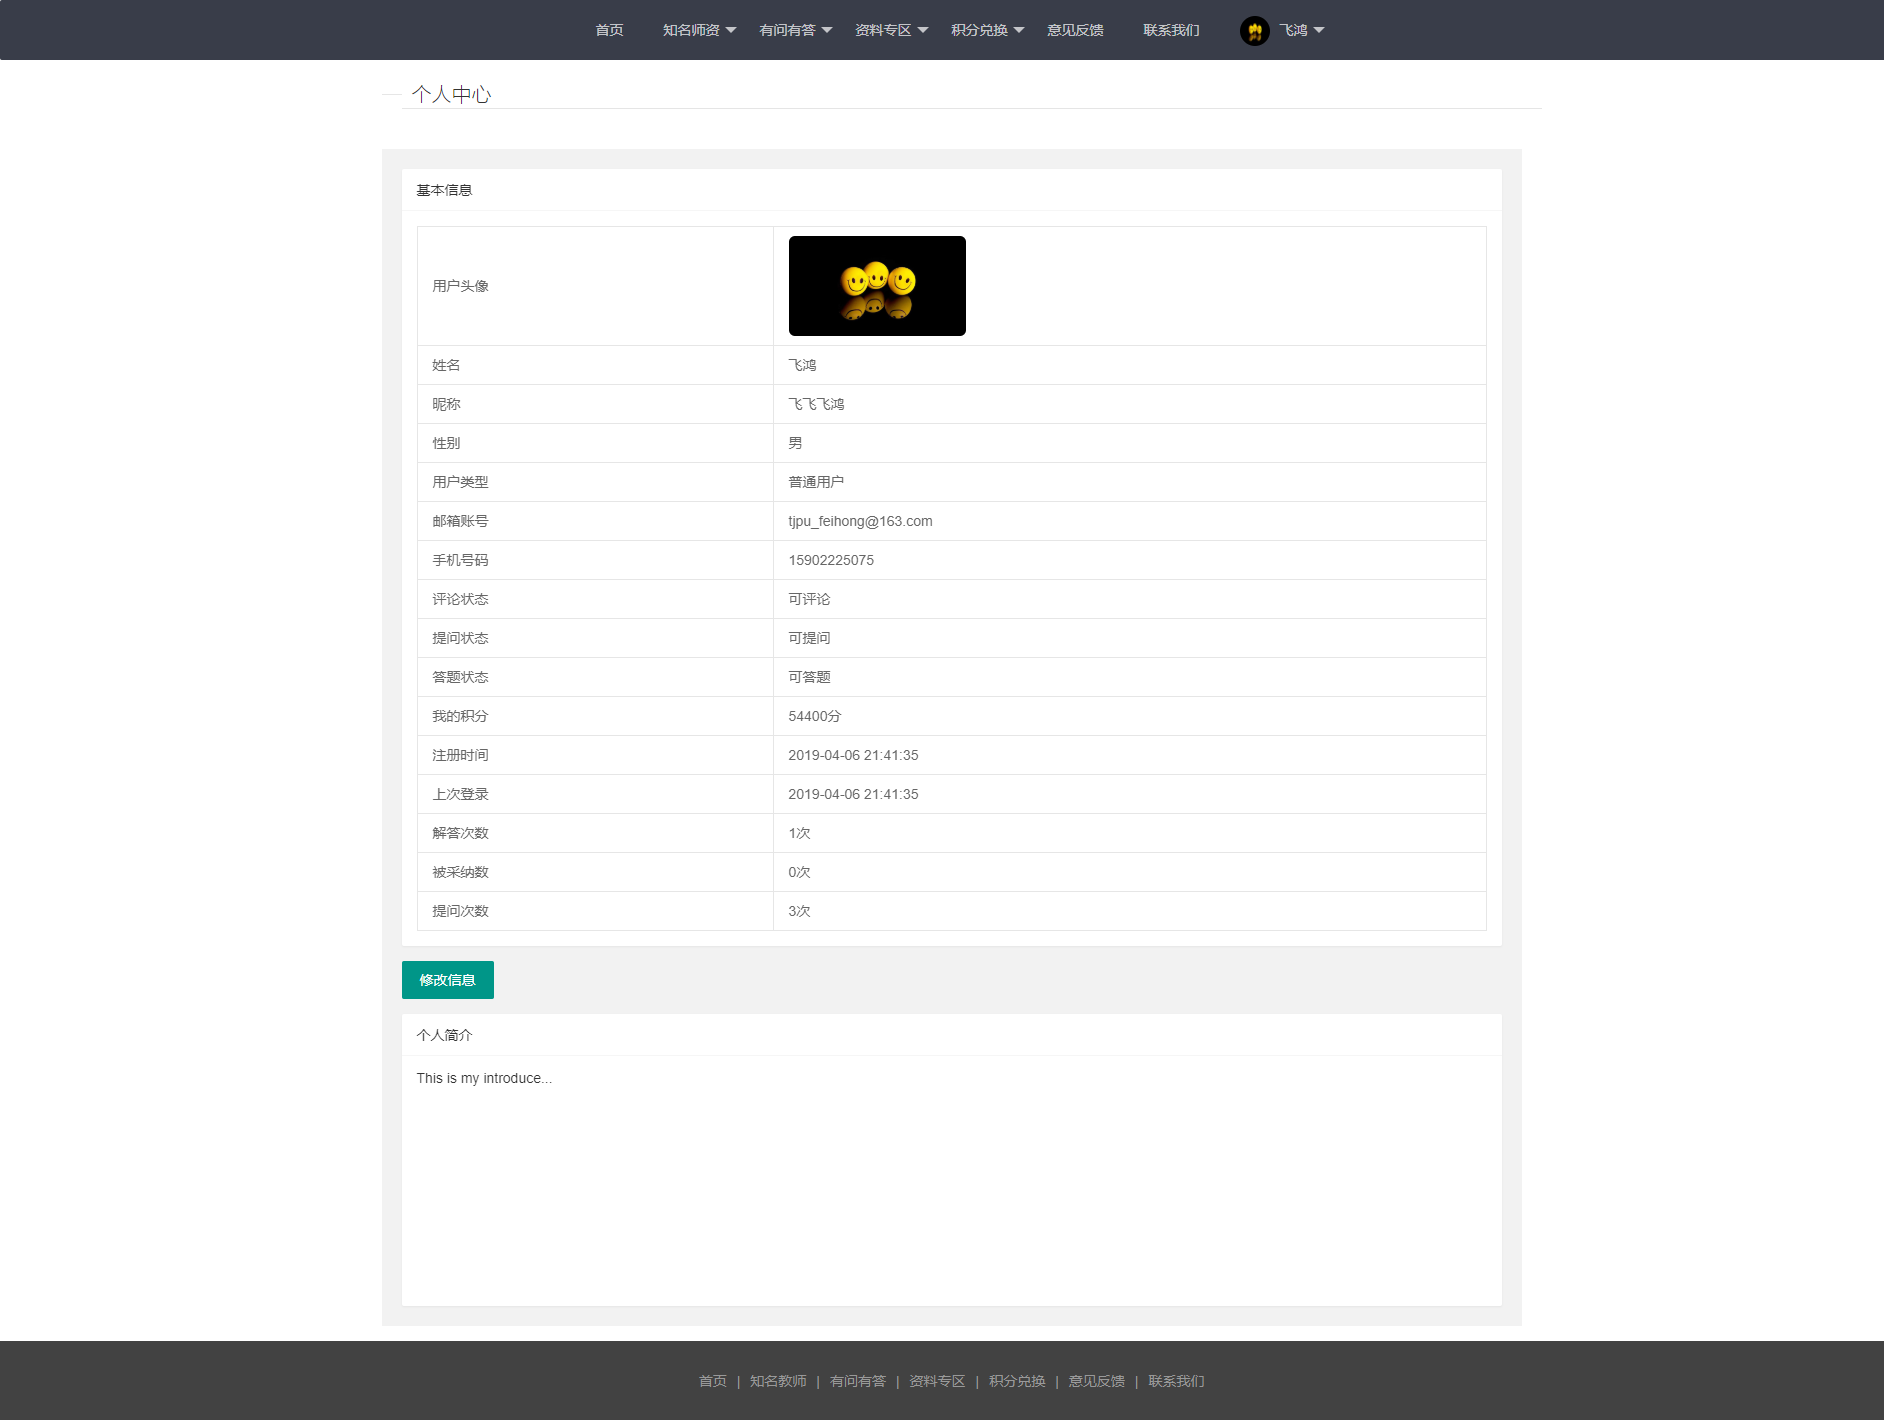 首页 知名师资 有问有答 资料专区 积分兑换 意见反馈 联系我们 飞鸿
个人中心
基本信息
用户头像
姓名 飞鸿
昵称 飞飞飞鸿
性别 男
用户类型 普通用户
邮箱账号 tjpu_feihong@163.com
手机号码 15902225075
评论状态 可评论
提问状态 可提问
答题状态 可答题
我的积分 54400分
注册时间 2019-04-06 21:41:35
上次登录 2019-04-06 21:41:35
解答次数 1次
被采纳数 0次
提问次数 3次
修改信息
个人简介
This is my introduce...
首页 | 知名教师 | 有问有答 | 资料专区 | 积分兑换 | 意见反馈 | 联系我们